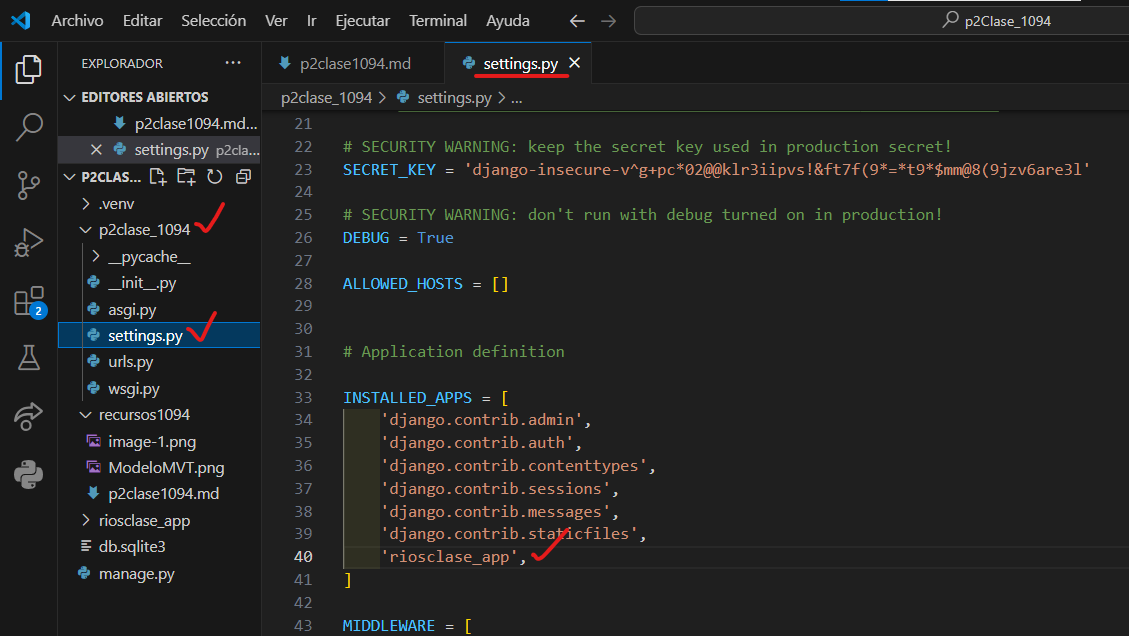 Archivo Editar Selección Ver Ir Ejecutar Terminal Ayuda p2Clase_1094
EXPLORADOR ...
EDITORES ABIERTOS
p2clase1094.md...
settings.py p2cla...
P2CLAS...
.venv
p2clase_1094
__pycache__
__init__.py
asgi.py
settings.py
urls.py
wsgi.py
recursos1094
image-1.png
ModeloMVT.png
p2clase1094.md
riosclase_app
db.sqlite3
manage.py
2
p2clase1094.md settings.py
p2clase_1094 > settings.py > ...
21
22 # SECURITY WARNING: keep the secret key used in production secret!
23 SECRET_KEY = 'django-insecure-v^g+pc*02@@klr3iipvs!&ft7f(9*=*t9*$mm@8(9jzv6are3l'
24
25 # SECURITY WARNING: don't run with debug turned on in production!
26 DEBUG = True
27
28 ALLOWED_HOSTS = []
29
30
31 # Application definition
32
33 INSTALLED_APPS = [
34 'django.contrib.admin',
35 'django.contrib.auth',
36 'django.contrib.contenttypes',
37 'django.contrib.sessions',
38 'django.contrib.messages',
39 'django.contrib.staticfiles',
40 'riosclase_app',
41 ]
42
43 MIDDLEWARE = [